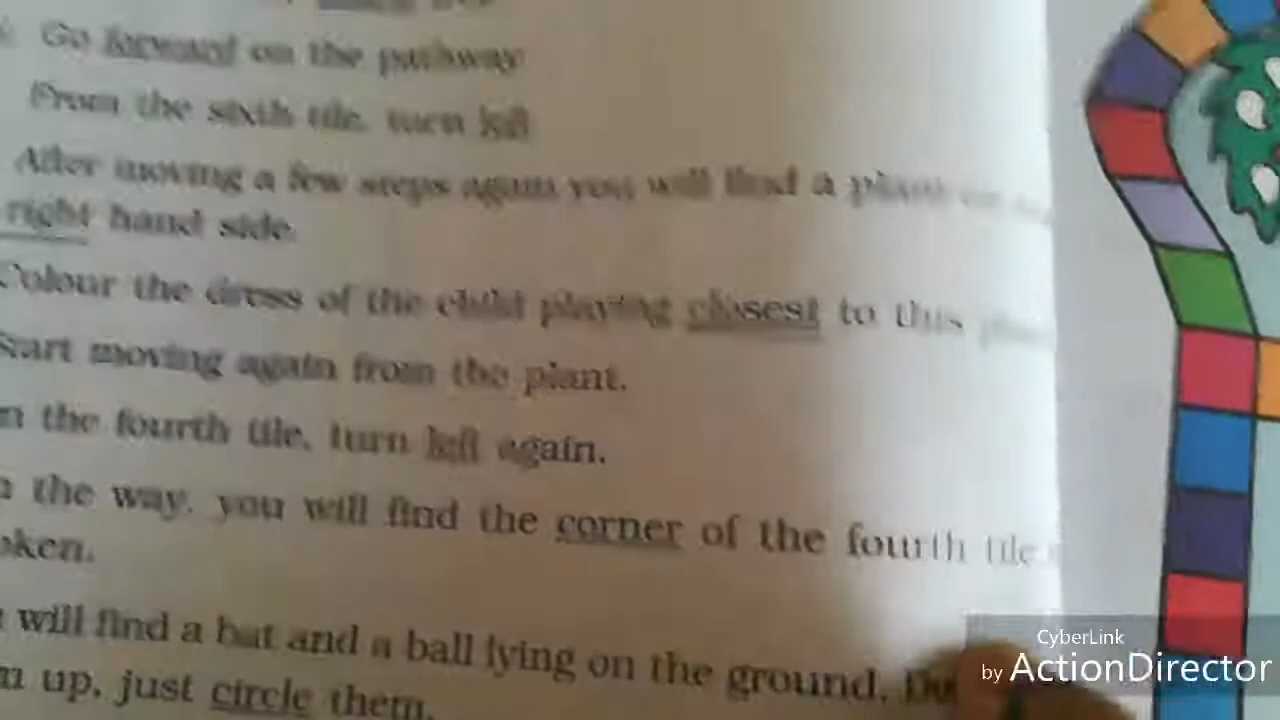 Go forward on the pathway
From the sixth tile, turn left
After moving a few steps again you will find a plant on
right hand side.
Colour the dress of the child playing closest to this
Start moving again from the plant.
n the fourth tile, turn left again.
the way, you will find the corner of the fourth tile
oken.
will find a bat and a ball lying on the ground. Do
up, just circle them.
CyberLink
by ActionDirector